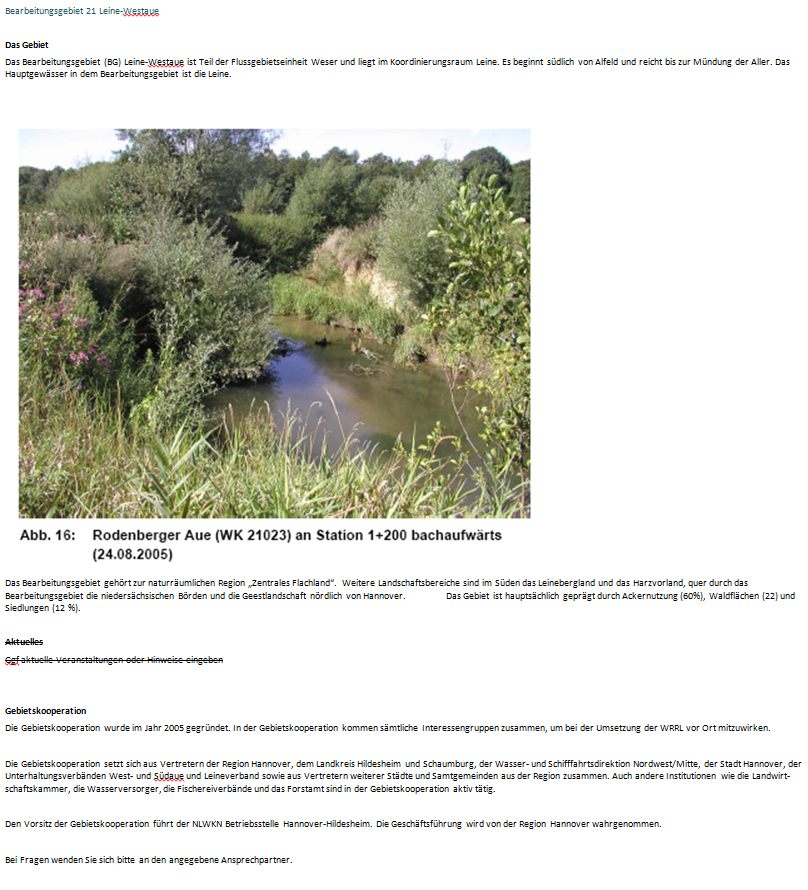 Bearbeitungsgebiet 21 Leine-Westaue
Das Gebiet
Das Bearbeitungsgebiet (BG) Leine-Westaue ist Teil der Flussgebietseinheit Weser und liegt im Koordinierungsraum Leine. Es beginnt südlich von Alfeld und reicht bis zur Mündung der Aller. Das
Hauptgewässer in dem Bearbeitungsgebiet ist die Leine.
Abb. 16: Rodenberger Aue (WK 21023) an Station 1+200 bachaufwärts
(24.08.2005)
Das Bearbeitungsgebiet gehört zur naturräumlichen Region „Zentrales Flachland“. Weitere Landschaftsbereiche sind im Süden das Leinebergland und das Harzvorland, quer durch das
Bearbeitungsgebiet die niedersächsischen Börden und die Geestlandschaft nördlich von Hannover. Das Gebiet ist hauptsächlich geprägt durch Ackernutzung (60%), Waldflächen (22) und
Siedlungen (12 %).
Aktuelles
Ggf aktuelle Veranstaltungen oder Hinweise eingeben
Gebietskooperation
Die Gebietskooperation wurde im Jahr 2005 gegründet. In der Gebietskooperation kommen sämtliche Interessengruppen zusammen, um bei der Umsetzung der WRRL vor Ort mitzuwirken.
Die Gebietskooperation setzt sich aus Vertretern der Region Hannover, dem Landkreis Hildesheim und Schaumburg, der Wasser- und Schifffahrtsdirektion Nordwest/Mitte, der Stadt Hannover, der
Unterhaltungsverbänden West- und Südaue und Leineverband sowie aus Vertretern weiterer Städte und Samtgemeinden aus der Region zusammen. Auch andere Institutionen wie die Landwirt-
schaftskammer, die Wasserversorger, die Fischereiverbände und das Forstamt sind in der Gebietskooperation aktiv tätig.
Den Vorsitz der Gebietskooperation führt der NLWKN Betriebsstelle Hannover-Hildesheim. Die Geschäftsführung wird von der Region Hannover wahrgenommen.
Bei Fragen wenden Sie sich bitte an den angegebene Ansprechpartner.